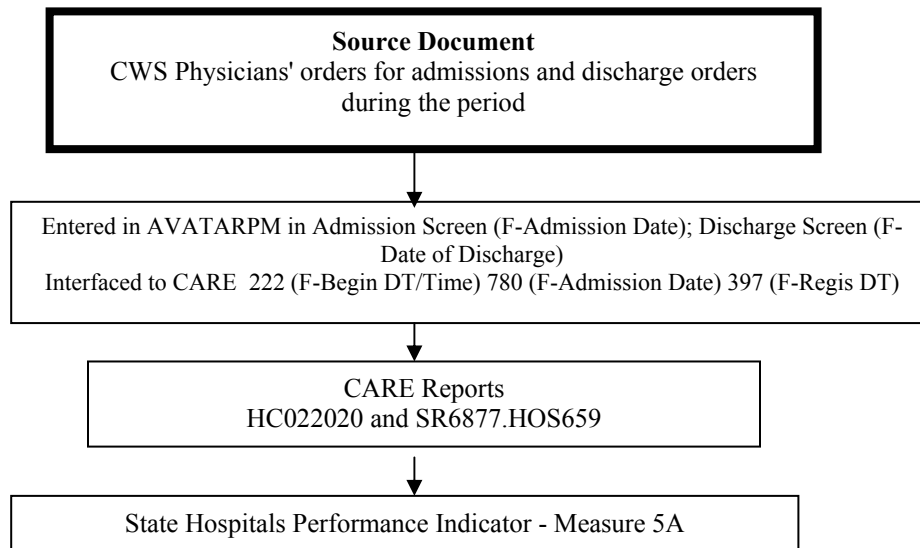 Source Document
CWS Physicians' orders for admissions and discharge orders
during the period
Entered in AVATARPM in Admission Screen (F-Admission Date); Discharge Screen (F-
Date of Discharge)
Interfaced to CARE 222 (F-Begin DT/Time) 780 (F-Admission Date) 397 (F-Regis DT)
CARE Reports
HC022020 and SR6877.HOS659
State Hospitals Performance Indicator - Measure 5A